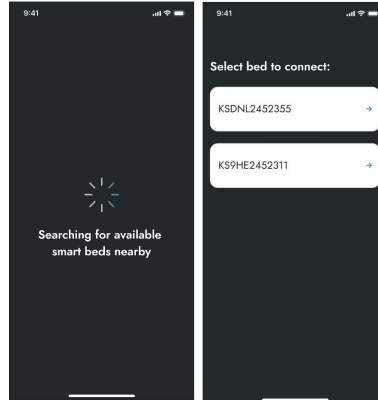 9:41
Searching for available
smart beds nearby
9:41
Select bed to connect:
KSDNL2452355
KS9HE2452311